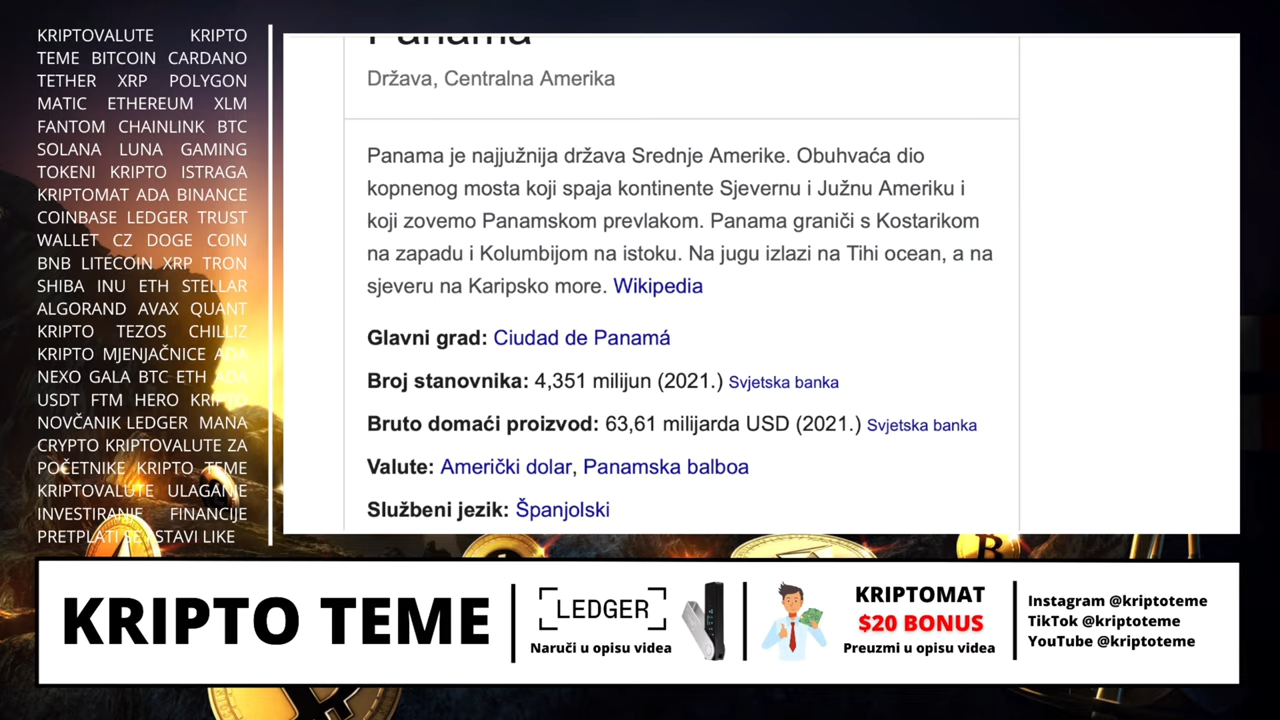 KRIPTOVALUTE KRIPTO
TEME BITCOIN CARDANO
TETHER XRP POLYGON
MATIC ETHEREUM XLM
FANTOM CHAINLINK BTC
SOLANA LUNA GAMING
TOKENI KRIPTO ISTRAGA
KRIPTOMAT ADA BINANCE
COINBASE LEDGER TRUST
WALLET CZ DOGE COIN
BNB LITECOIN XRP TRON
SHIBA INU ETH STELLAR
ALGORAND AVAX QUANT
KRIPTO TEZOS CHILLIZ
KRIPTO MJENJAČNICE ADA
NEXO GALA BTC ETH ADA
USDT FTM HERO KRIPTO
NOVČANIK LEDGER MANA
CRYPTO KRIPTOVALUTE ZA
POČETNIKE KRIPTO TEME
KRIPTOVALUTE ULAGANJE
INVESTIRANJE FINANCIJE
PRETPLATI SE OSTAVI LIKE
Panama
Država, Centralna Amerika
Panama je najjužnija država Srednje Amerike. Obuhvaća dio
kopnenog mosta koji spaja kontinente Sjevernu i Južnu Ameriku i
koji zovemo Panamskom prevlakom. Panama graniči s Kostarikom
na zapadu i Kolumbijom na istoku. Na jugu izlazi na Tihi ocean, a na
sjeveru na Karipsko more. Wikipedia
Glavni grad: Ciudad de Panamá
Broj stanovnika: 4,351 milijun (2021.) Svjetska banka
Bruto domaći proizvod: 63,61 milijarda USD (2021.) Svjetska banka
Valute: Američki dolar, Panamska balboa
Službeni jezik: Španjolski
KRIPTO TEME
LEDGER
Naruči u opisu videa
KRIPTOMAT
$20 BONUS
Preuzmi u opisu videa
Instagram @kriptoteme
TikTok @kriptoteme
YouTube @kriptoteme